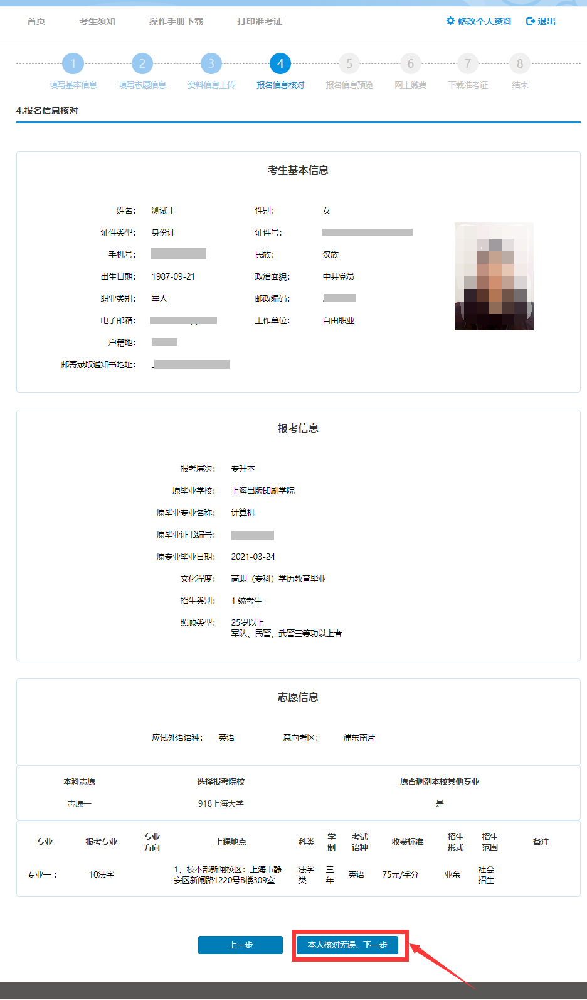 首页 考生须知 操作手册下载 打印准考证 修改个人资料 退出
1 2 3 4 5 6 7 8
填写基本信息 填写志愿信息 资料信息上传 报名信息核对 报名信息预览 网上缴费 下载准考证 结束
4.报名信息核对
考生基本信息
姓名： 测试于 性别： 女
证件类型： 身份证 证件号：
手机号： 民族： 汉族
出生日期： 1987-09-21 政治面貌： 中共党员
职业类别： 军人 邮政编码：
电子邮箱： 工作单位： 自由职业
户籍地：
邮寄录取通知书地址：
报考信息
报考层次： 专升本
原毕业学校： 上海出版印刷学院
原毕业专业名称： 计算机
原毕业证书编号：
原专业毕业日期： 2021-03-24
文化程度： 高职（专科）学历教育毕业
招生类别： 1 统考生
照顾类型： 25岁以上
军队、民警、武警三等功以上者
志愿信息
应试外语语种： 英语 意向考区： 浦东南片
本科志愿 选择报考院校 愿否调剂本校其他专业
志愿一 918上海大学 是
专业 报考专业 专业方向 上课地点 科类 学制 考试语种 收费标准 招生形式 招生范围 备注
专业一： 10法学 1、校本部新闸校区：上海市静安区新闸路1220号B楼309室 法学类 三年 英语 75元/学分 业余 社会招生
上一步 本人核对无误，下一步